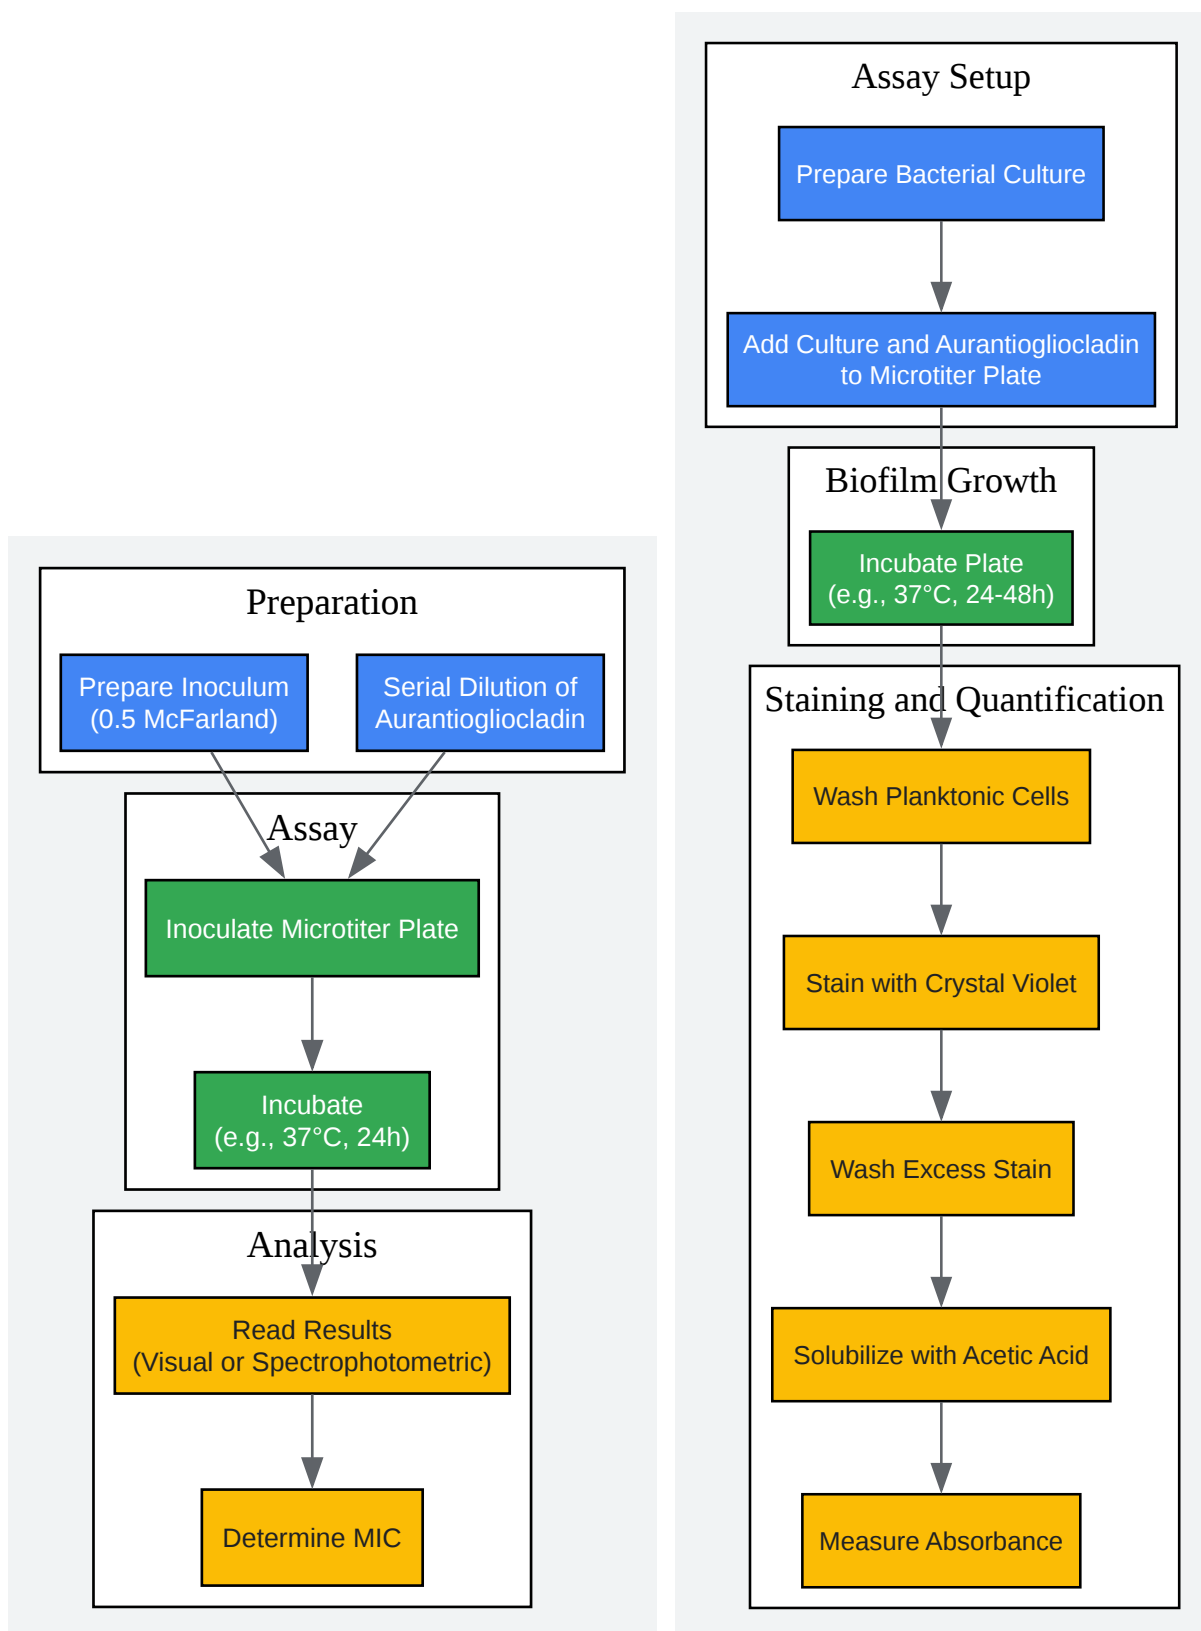 Preparation
Prepare Inoculum
(0.5 McFarland)
Serial Dilution of
Aurantiogliocladin
Assay
Inoculate Microtiter Plate
Incubate
(e.g., 37°C, 24h)
Analysis
Read Results
(Visual or Spectrophotometric)
Determine MIC
Assay Setup
Prepare Bacterial Culture
Add Culture and Aurantiogliocladin
to Microtiter Plate
Biofilm Growth
Incubate Plate
(e.g., 37°C, 24-48h)
Staining and Quantification
Wash Planktonic Cells
Stain with Crystal Violet
Wash Excess Stain
Solubilize with Acetic Acid
Measure Absorbance